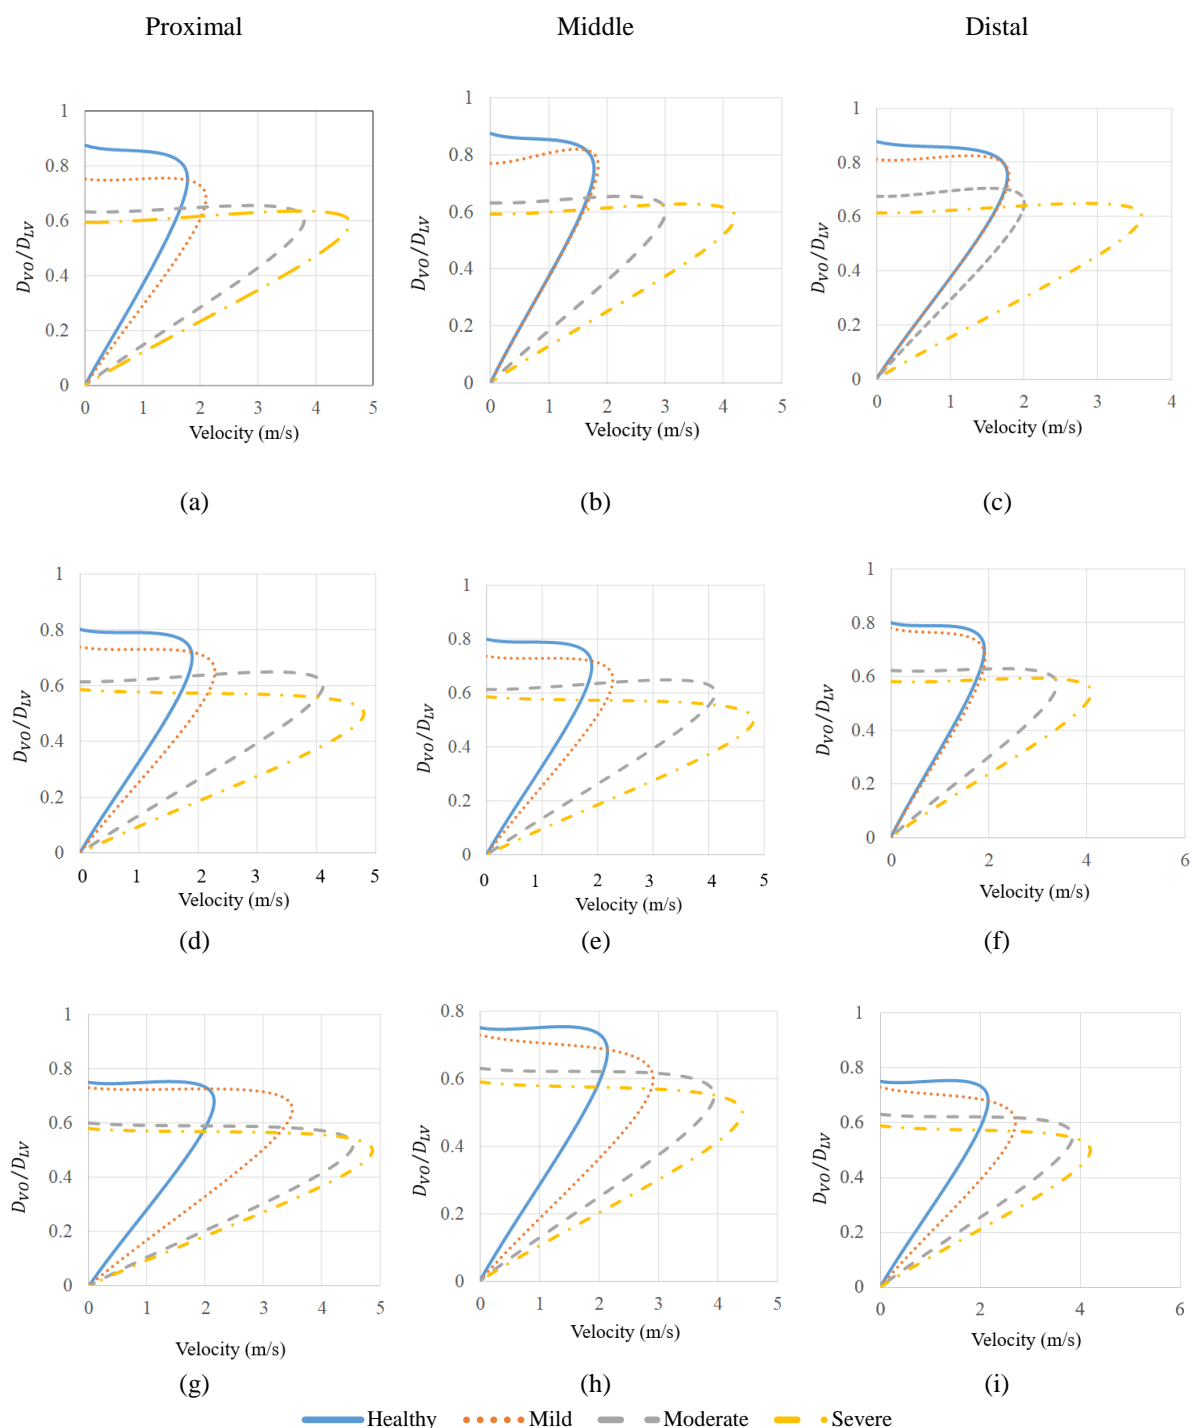 Proximal Middle Distal
1
0.8
0.6
0.4
0.2
0
D_VO/D_LV
0 1 2 3 4 5
Velocity (m/s)
(a)
1
0.8
0.6
0.4
0.2
0
D_VO/D_LV
0 1 2 3 4 5
Velocity (m/s)
(b)
1
0.8
0.6
0.4
0.2
0
D_VO/D_LV
0 1 2 3 4
Velocity (m/s)
(c)
1
0.8
0.6
0.4
0.2
0
D_VO/D_LV
0 1 2 3 4 5
Velocity (m/s)
(d)
1
0.8
0.6
0.4
0.2
0
D_VO/D_LV
0 1 2 3 4 5
Velocity (m/s)
(e)
1
0.8
0.6
0.4
0.2
0
D_VO/D_LV
0 2 4 6
Velocity (m/s)
(f)
1
0.8
0.6
0.4
0.2
0
D_VO/D_LV
0 1 2 3 4 5
Velocity (m/s)
(g)
0.8
0.6
0.4
0.2
0
D_VO/D_LV
0 1 2 3 4 5
Velocity (m/s)
(h)
1
0.8
0.6
0.4
0.2
0
D_VO/D_LV
0 2 4 6
Velocity (m/s)
(i)
Healthy Mild Moderate Severe